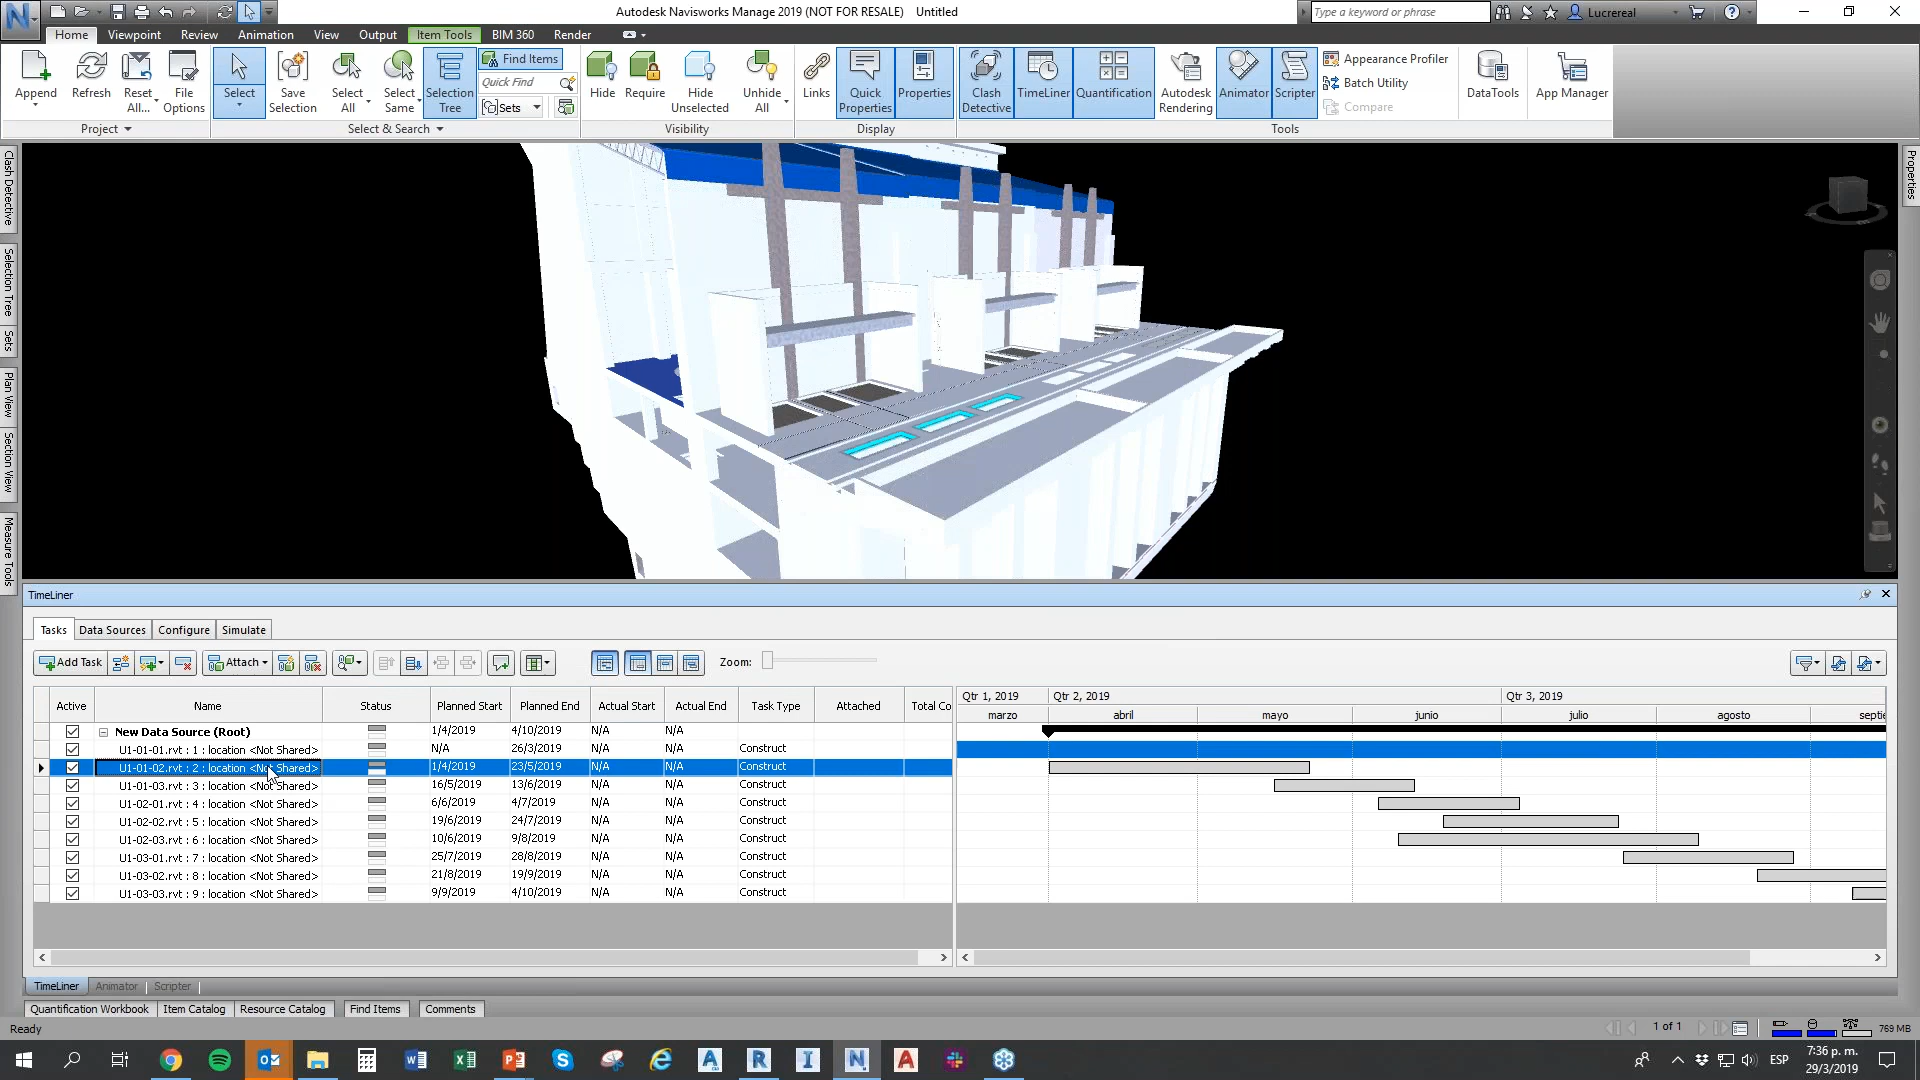 Autodesk Navisworks Manage 2019 (NOT FOR RESALE) Untitled
Type a keyword or phrase
Lucrereal
Home Viewpoint Review Animation View Output Item Tools BIM 360 Render
Append Refresh Reset All... File Options Select Save Selection Select All Select Same Selection Tree Find Items Quick Find Sets Hide Require Hide Unselected Unhide All Links Quick Properties Properties Clash Detective TimeLiner Quantification Autodesk Rendering Animator Scripter Appearance Profiler Batch Utility Compare DataTools App Manager
Project Select & Search Visibility Display Tools
Clash Detective
Selection Tree
Sets
Plan View
Section View
Measure Tools
Properties
TimeLiner
Tasks Data Sources Configure Simulate
Add Task Attach Zoom:
Active Name Status Planned Start Planned End Actual Start Actual End Task Type Attached Total Co
Qtr 1, 2019 Qtr 2, 2019 Qtr 3, 2019
marzo abril mayo junio julio agosto septie
New Data Source (Root) 1/4/2019 4/10/2019 N/A N/A
U1-01-01.rvt : 1 : location <Not Shared> N/A 26/3/2019 N/A N/A Construct
U1-01-02.rvt : 2 : location <Not Shared> 1/4/2019 23/5/2019 N/A N/A Construct
U1-01-03.rvt : 3 : location <Not Shared> 16/5/2019 13/6/2019 N/A N/A Construct
U1-02-01.rvt : 4 : location <Not Shared> 6/6/2019 4/7/2019 N/A N/A Construct
U1-02-02.rvt : 5 : location <Not Shared> 19/6/2019 24/7/2019 N/A N/A Construct
U1-02-03.rvt : 6 : location <Not Shared> 10/6/2019 9/8/2019 N/A N/A Construct
U1-03-01.rvt : 7 : location <Not Shared> 25/7/2019 28/8/2019 N/A N/A Construct
U1-03-02.rvt : 8 : location <Not Shared> 21/8/2019 19/9/2019 N/A N/A Construct
U1-03-03.rvt : 9 : location <Not Shared> 9/9/2019 4/10/2019 N/A N/A Construct
TimeLiner Animator Scripter
Quantification Workbook Item Catalog Resource Catalog Find Items Comments
Ready
1 of 1
769 MB
ESP
7:36 p. m.
29/3/2019